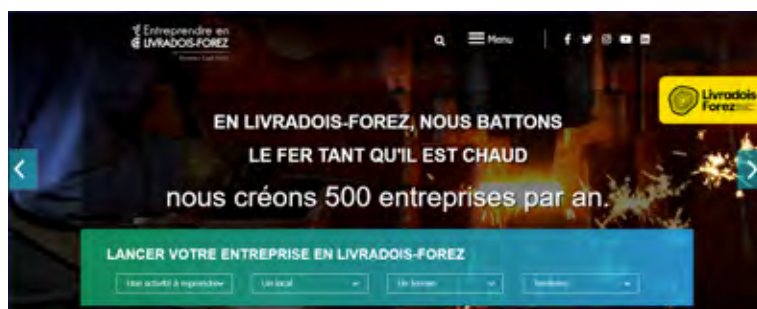 Entreprendre en
LIVRADOIS-FOREZ
Menu
Livradois
Forez
EN LIVRADOIS-FOREZ, NOUS BATTONS
LE FER TANT QU'IL EST CHAUD
nous créons 500 entreprises par an.
LANCER VOTRE ENTREPRISE EN LIVRADOIS-FOREZ
Une activité à reprendre
Un local
Un terrain
Territoires